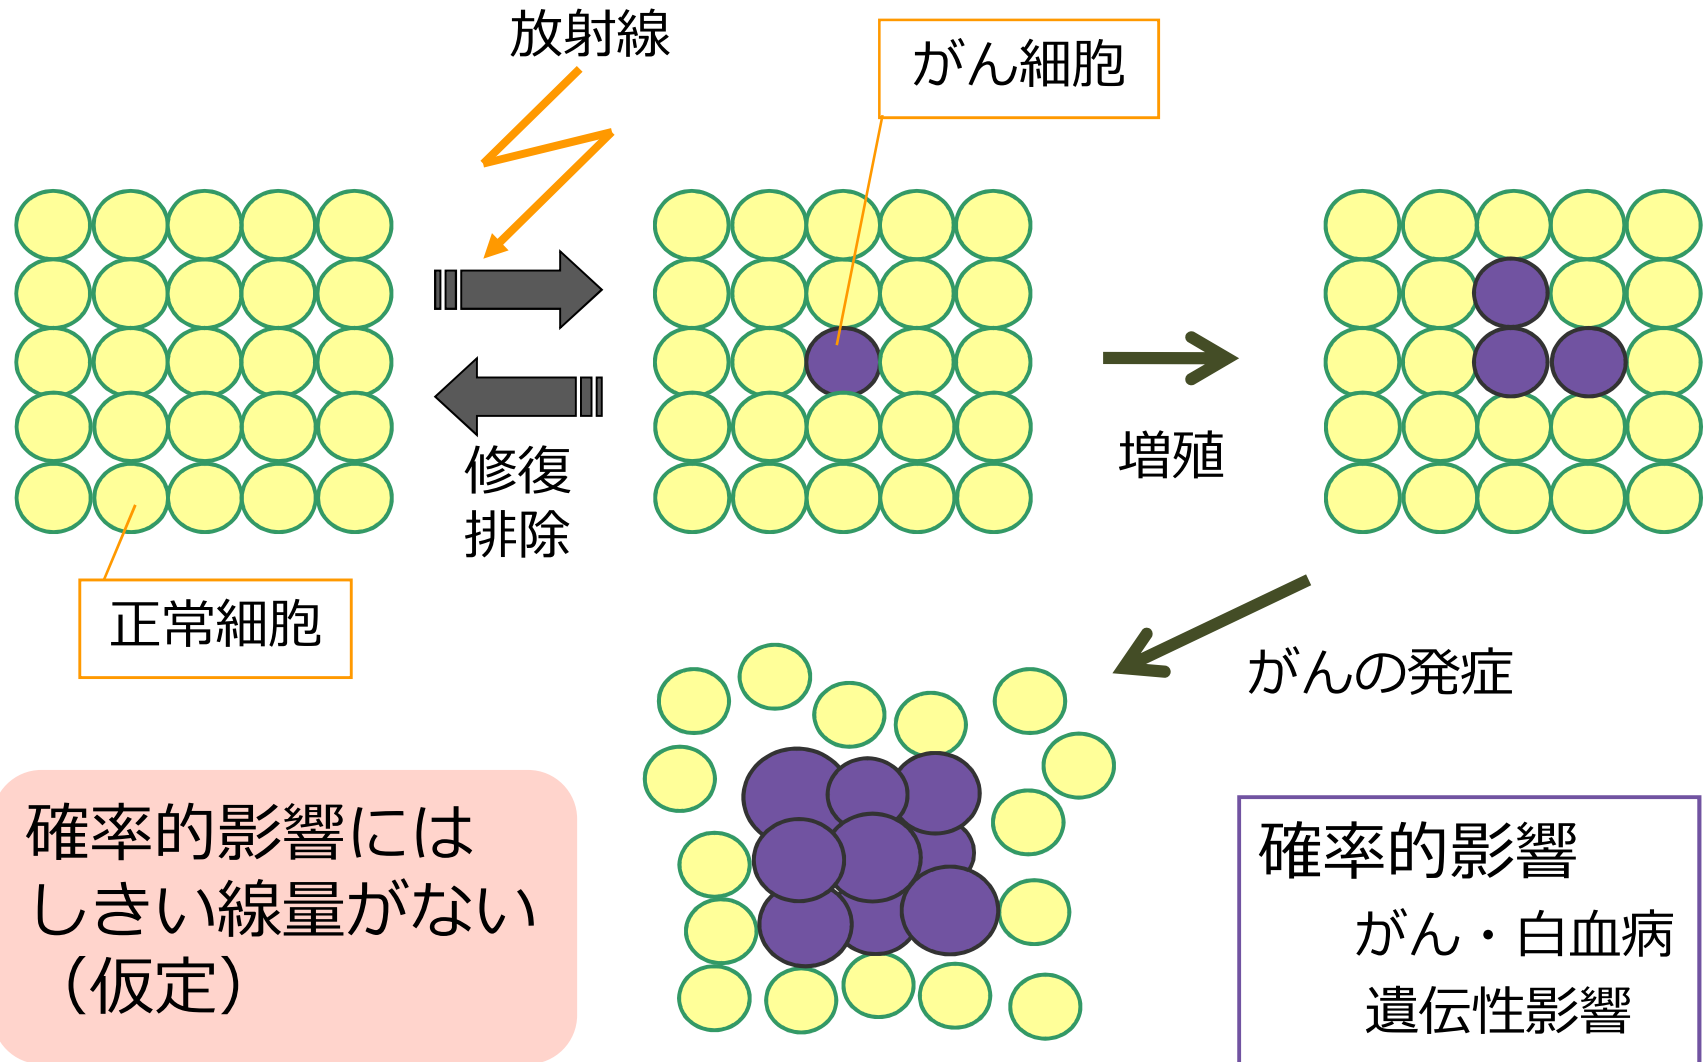 放射線
がん細胞
修復
排除
増殖
正常細胞
がんの発症
確率的影響には
しきい線量がない
（仮定）
確率的影響
がん・白血病
遺伝性影響